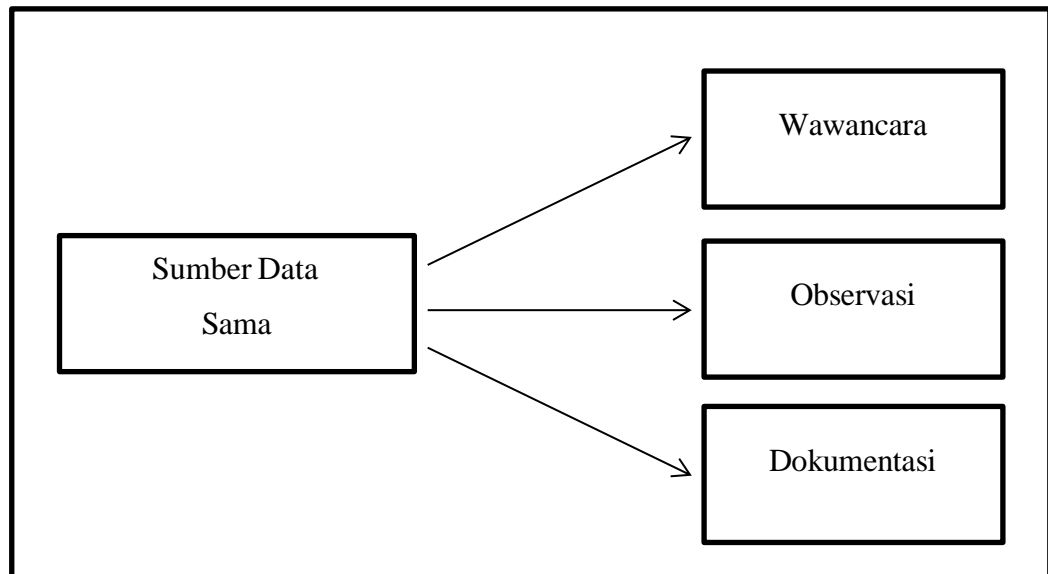 Wawancara
Sumber Data
Sama
Observasi
Dokumentasi